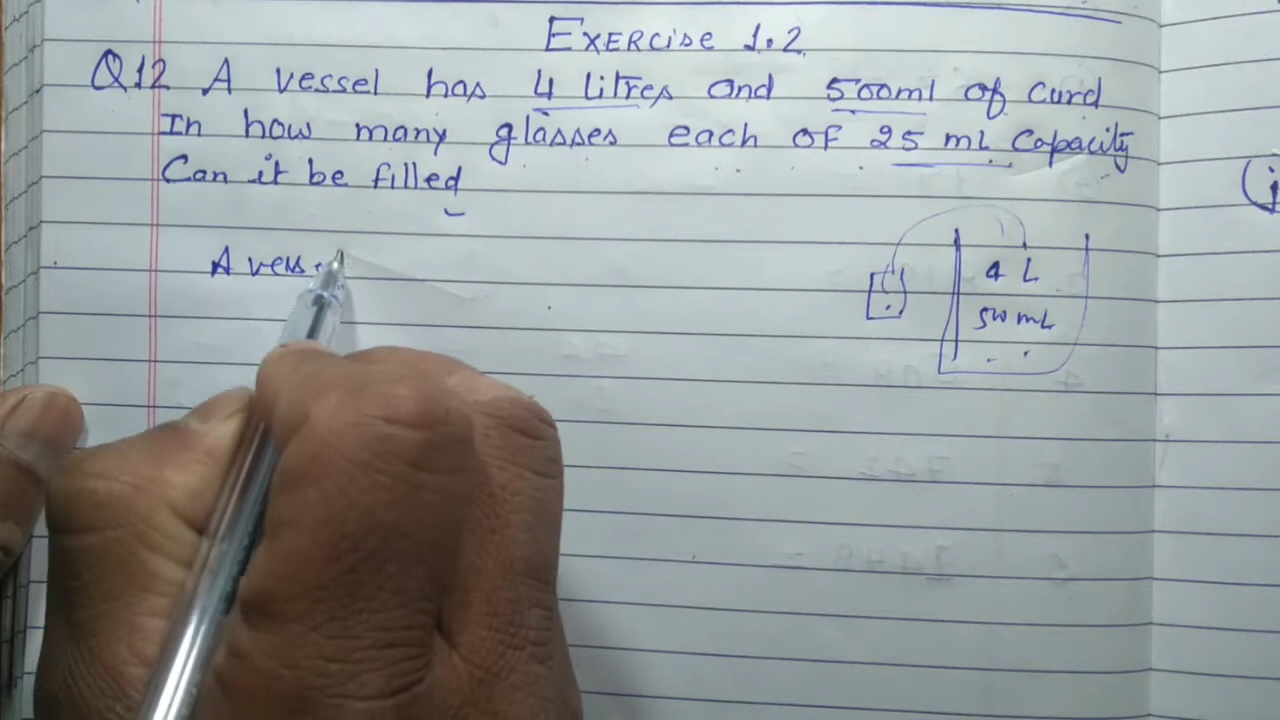 Exercise 1.2
Q12 A vessel has 4 litres and 500ml of curd
In how many glasses each of 25 mL capacity
Can it be filled
A vess
4 L
500 mL